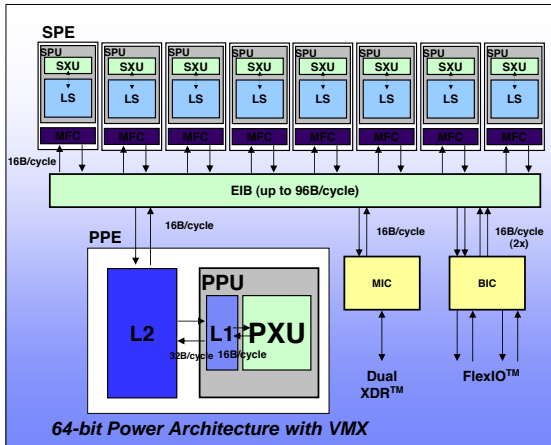 SPE
SPU SPU SPU SPU SPU SPU SPU SPU
SXU SXU SXU SXU SXU SXU SXU SXU
LS LS LS LS LS LS LS LS
MFC MFC MFC MFC MFC MFC MFC MFC
16B/cycle
EIB (up to 96B/cycle)
16B/cycle 16B/cycle 16B/cycle
(2x)
PPE
PPU
L2 L1 PXU
32B/cycle 16B/cycle
MIC BIC
Dual
XDR™
FlexIO™
64-bit Power Architecture with VMX